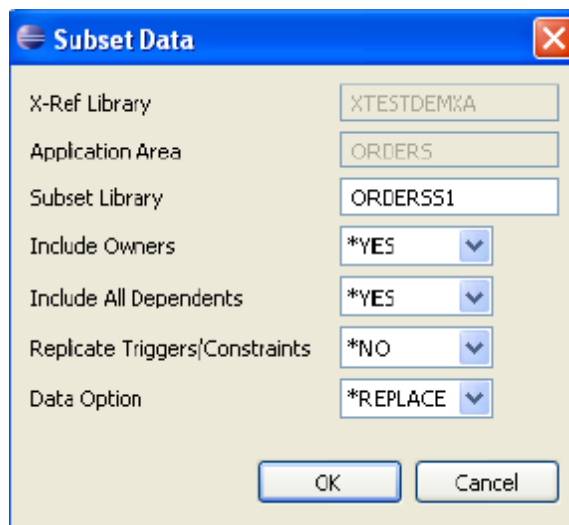 Subset Data
X-Ref Library XTESTDEMXA
Application Area ORDERS
Subset Library ORDERSS1
Include Owners *YES
Include All Dependents *YES
Replicate Triggers/Constraints *NO
Data Option *REPLACE
OK Cancel